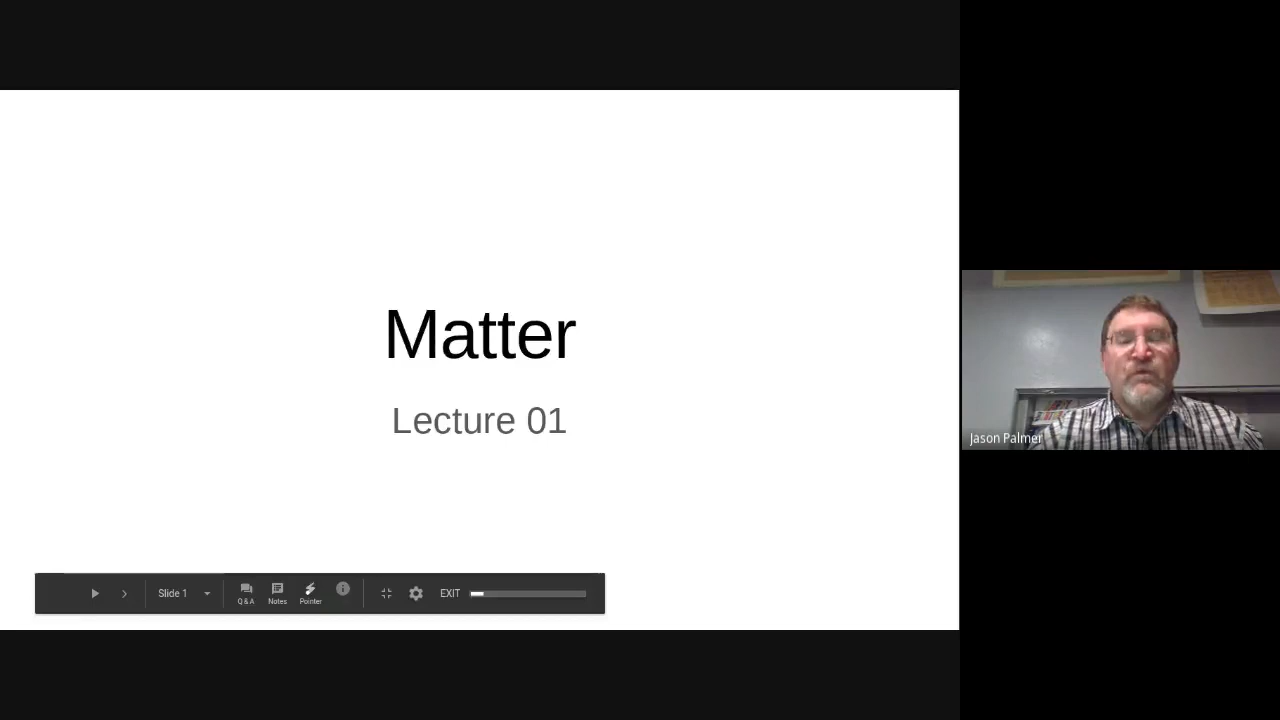 Matter
Lecture 01
Slide 1
Q & A
Notes
Pointer
EXIT
Jason Palmer